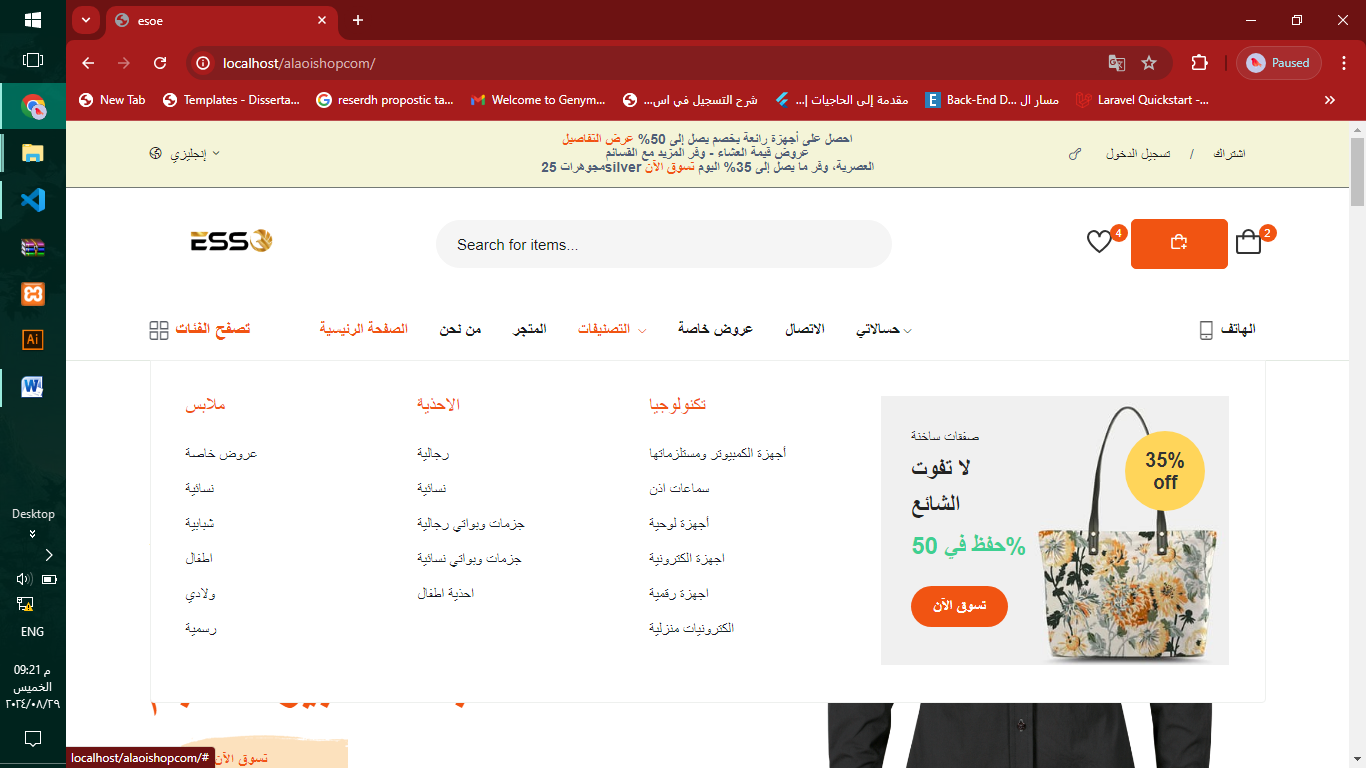 esoe
localhost/alaoishopcom/
Paused
New Tab
Templates - Disserta...
reserdh propostic ta...
Welcome to Genym...
شرح التسجيل في اس...
مقدمة إلى الحاجيات |...
Back-End D... مسار ال
Laravel Quickstart -...
احصل على أجهزة رائعة بخصم يصل إلى 50% عرض التفاصيل
عروض قيمة العشاء - وفر المزيد مع القسائم
العصرية، وفر ما يصل إلى 35% اليوم تسوق الآن silverمجوهرات 25
إنجليزي
تسجيل الدخول / اشتراك
ESS
Search for items...
4
2
تصفح الفئات
الصفحة الرئيسية
من نحن
المتجر
التصنيفات
عروض خاصة
الاتصال
حسالاتي
الهاتف
ملابس
عروض خاصة
نسائية
شبابية
اطفال
ولادي
رسمية
الاحذية
رجالية
نسائية
جزمات وبواتي رجالية
جزمات وبواتي نسائية
احذية اطفال
تكنولوجيا
أجهزة الكمبيوتر ومستلزماتها
سماعات اذن
أجهزة لوحية
اجهزة الكترونية
اجهزة رقمية
الكترونيات منزلية
صفقات ساخنة
لا تفوت
الشائع
حفظ في 50%
تسوق الآن
35%
off
تسوق الآن
localhost/alaoishopcom/#
Desktop
ENG
09:21 م
الخميس
٢٠٢٤/٠٨/٢٩